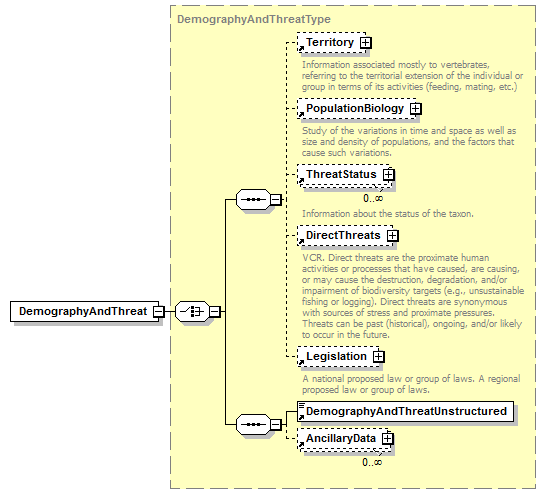 DemographyAndThreatType
Territory
Information associated mostly to vertebrates,
referring to the territorial extension of the individual or
group in terms of its activities (feeding, mating, etc.)
PopulationBiology
Study of the variations in time and space as well as
size and density of populations, and the factors that
cause such variations.
ThreatStatus
0..∞
Information about the status of the taxon.
DirectThreats
VCR. Direct threats are the proximate human
activities or processes that have caused, are causing,
or may cause the destruction, degradation, and/or
impairment of biodiversity targets (e.g., unsustainable
fishing or logging). Direct threats are synonymous
with sources of stress and proximate pressures.
Threats can be past (historical), ongoing, and/or likely
to occur in the future.
DemographyAndThreat
Legislation
A national proposed law or group of laws. A regional
proposed law or group of laws.
DemographyAndThreatUnstructured
AncillaryData
0..∞